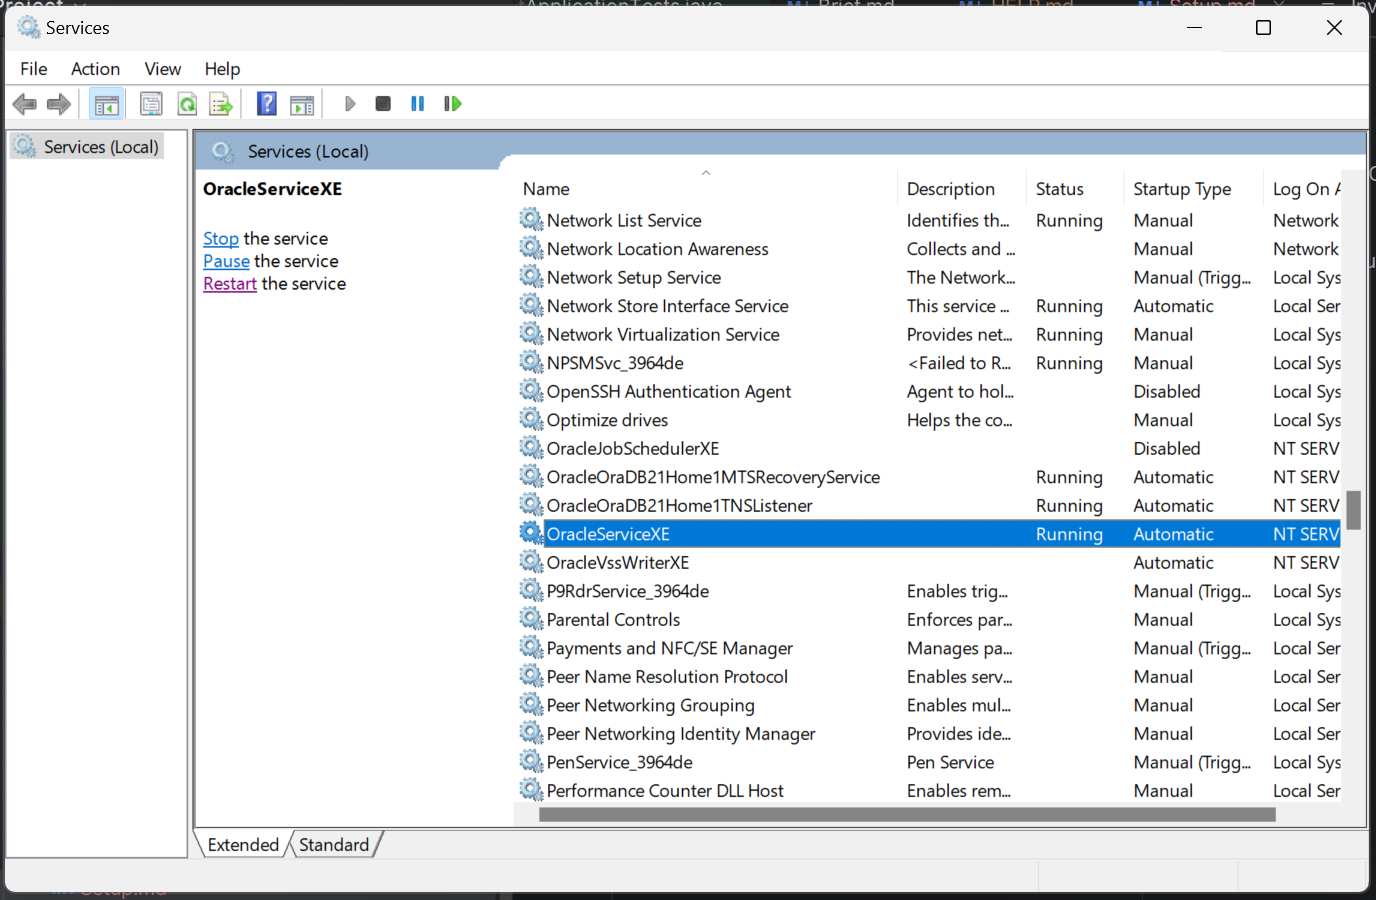 Services
File Action View Help
Services (Local)
Services (Local)
OracleServiceXE
Stop the service
Pause the service
Restart the service
Name Description Status Startup Type Log On A
Network List Service Identifies th... Running Manual Network
Network Location Awareness Collects and ... Manual Network
Network Setup Service The Network... Manual (Trigg... Local Sys
Network Store Interface Service This service ... Running Automatic Local Ser
Network Virtualization Service Provides net... Running Manual Local Sys
NPSMSvc_3964de <Failed to R... Running Manual Local Sys
OpenSSH Authentication Agent Agent to hol... Disabled Local Sys
Optimize drives Helps the co... Manual Local Sys
OracleJobSchedulerXE Disabled NT SERV
OracleOraDB21Home1MTSRecoveryService Running Automatic NT SERV
OracleOraDB21Home1TNSListener Running Automatic NT SERV
OracleServiceXE Running Automatic NT SERV
OracleVssWriterXE Automatic NT SERV
P9RdrService_3964de Enables trig... Manual (Trigg... Local Sys
Parental Controls Enforces par... Manual Local Sys
Payments and NFC/SE Manager Manages pa... Manual (Trigg... Local Ser
Peer Name Resolution Protocol Enables serv... Manual Local Ser
Peer Networking Grouping Enables mul... Manual Local Ser
Peer Networking Identity Manager Provides ide... Manual Local Ser
PenService_3964de Pen Service Manual (Trigg... Local Sys
Performance Counter DLL Host Enables rem... Manual Local Ser
Extended Standard